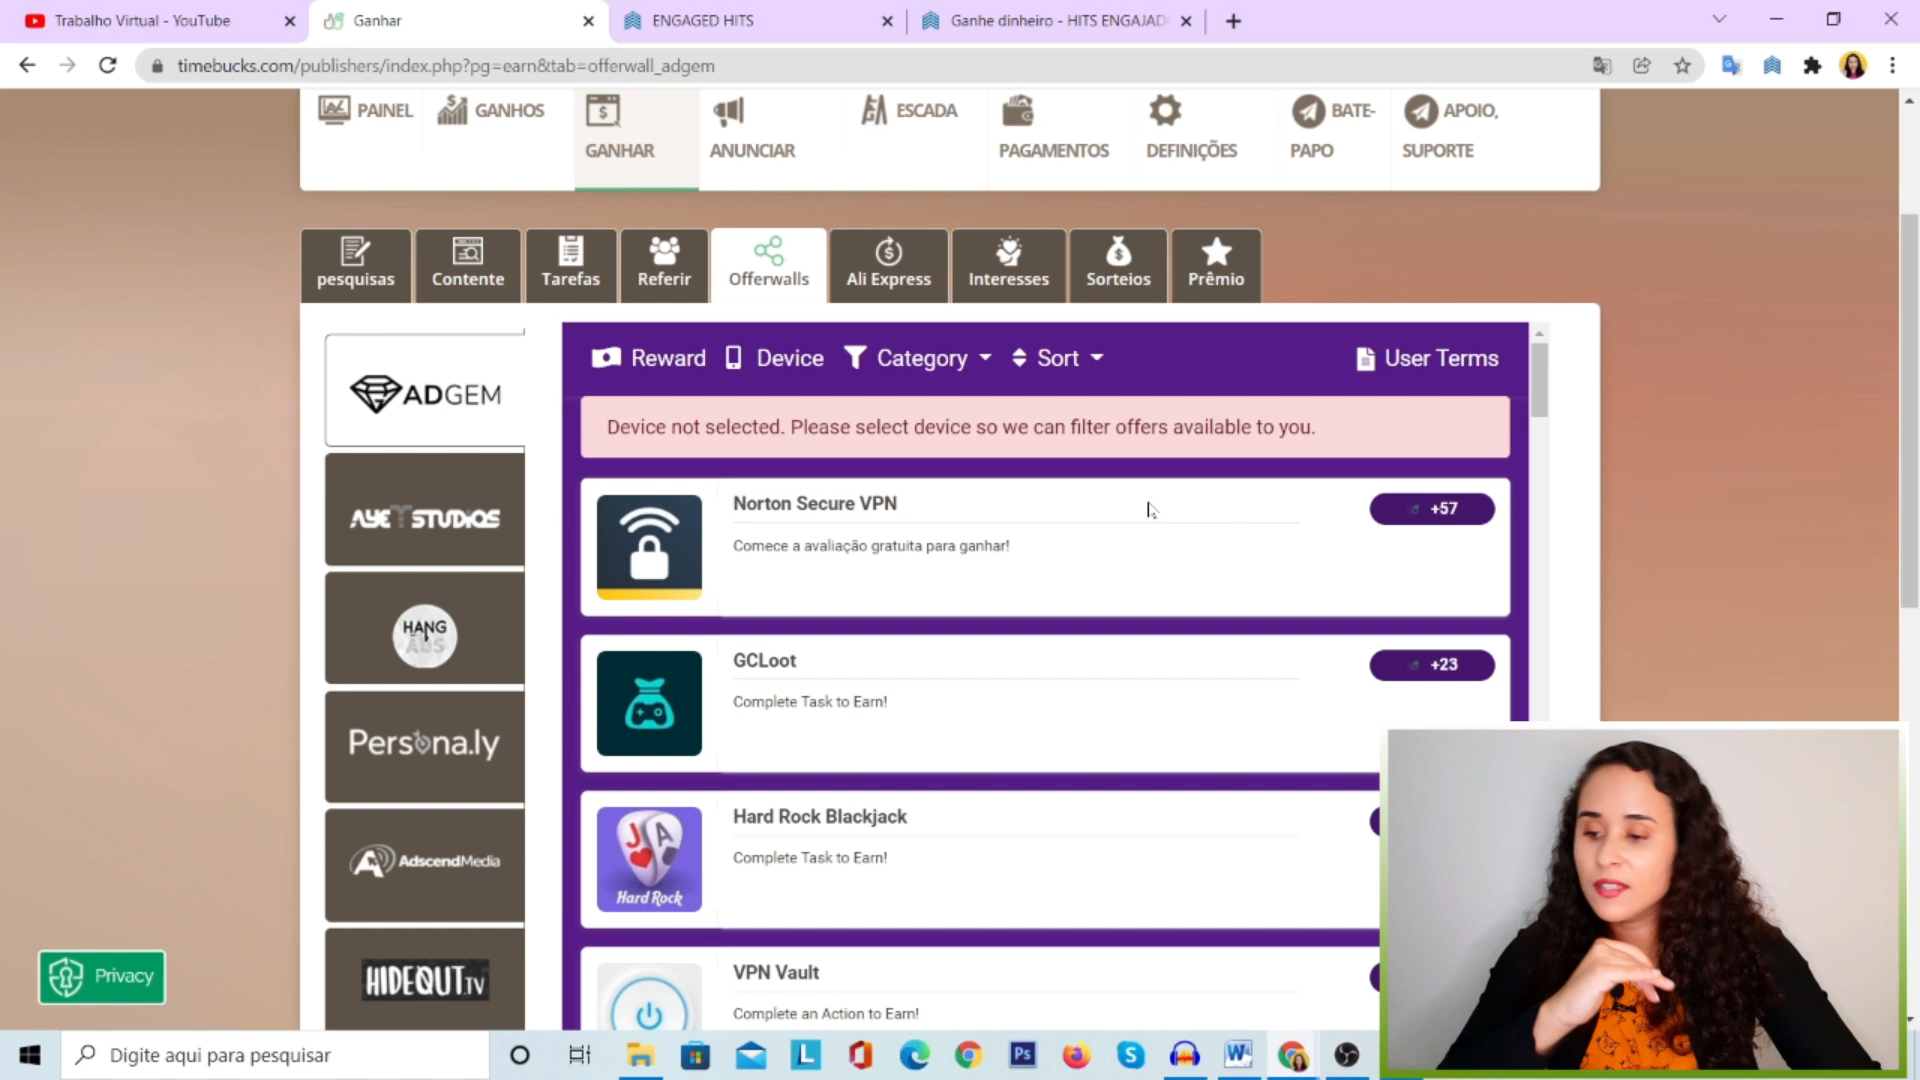 Trabalho Virtual - YouTube
Ganhar
ENGAGED HITS
Ganhe dinheiro - HITS ENGAJAD
timebucks.com/publishers/index.php?pg=earn&tab=offerwall_adgem
PAINEL
GANHOS
GANHAR
ANUNCIAR
ESCADA
PAGAMENTOS
DEFINIÇÕES
BATE-
PAPO
APOIO,
SUPORTE
pesquisas
Contente
Tarefas
Referir
Offerwalls
Ali Express
Interesses
Sorteios
Prêmio
ADGEM
AYET STUDIOS
HANG
ADS
Persona.ly
AdscendMedia
HIDEOUT.TV
Reward
Device
Category
Sort
User Terms
Device not selected. Please select device so we can filter offers available to you.
Norton Secure VPN
+57
Comece a avaliação gratuita para ganhar!
GCLoot
+23
Complete Task to Earn!
Hard Rock Blackjack
Complete Task to Earn!
J A
Hard Rock
VPN Vault
Complete an Action to Earn!
Privacy
Digite aqui para pesquisar
L
Ps
S
W